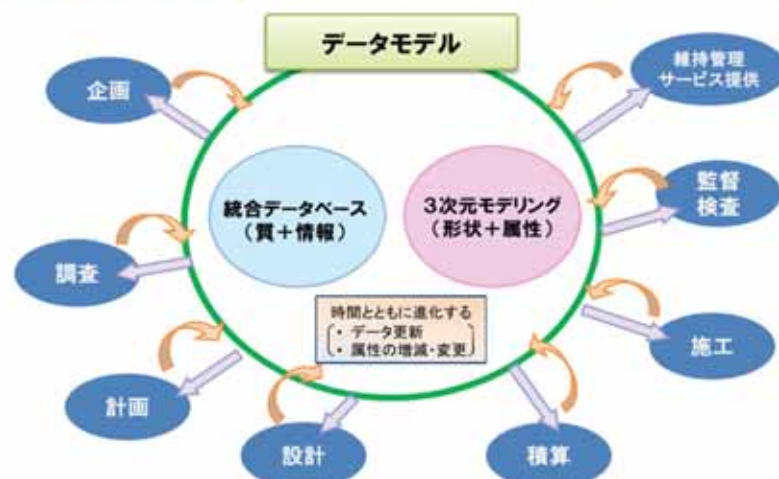 データモデル
企画
維持管理
サービス提供
統合データベース
(質+情報)
3次元モデリング
(形状+属性)
監督
検査
調査
時間とともに進化する
・ データ更新
・ 属性の増減・変更
施工
計画
設計
積算